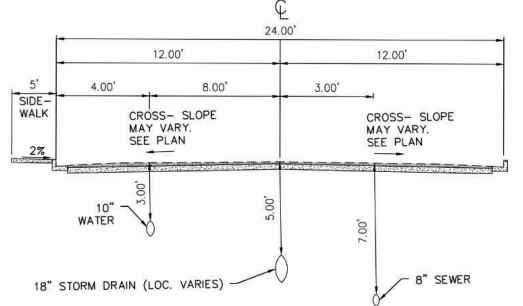 ℄
24.00'
12.00' 12.00'
5' 4.00' 8.00' 3.00'
SIDE-
WALK
CROSS- SLOPE
MAY VARY.
SEE PLAN
CROSS- SLOPE
MAY VARY.
SEE PLAN
2%
3.00'
5.00'
7.00'
10"
WATER
18" STORM DRAIN (LOC. VARIES)
8" SEWER